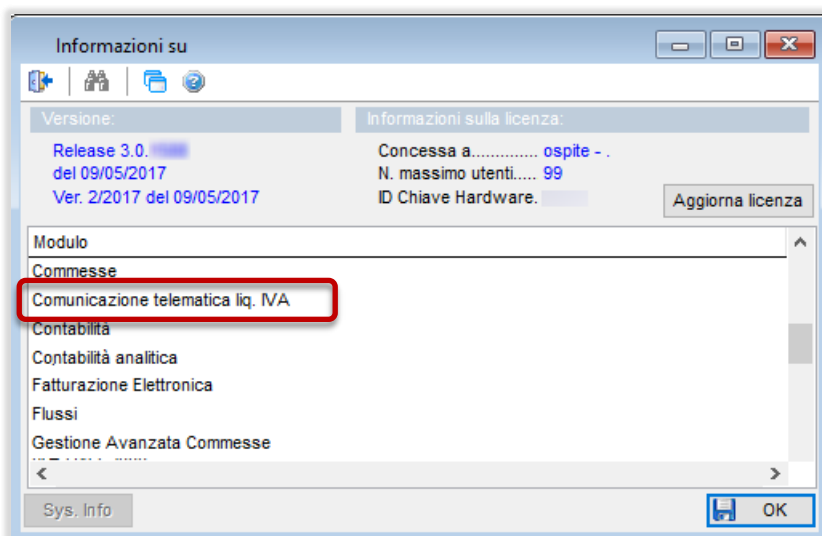 Informazioni su
Versione:
Informazioni sulla licenza:
Release 3.0.
Concessa a............. ospite - .
del 09/05/2017
N. massimo utenti..... 99
Ver. 2/2017 del 09/05/2017
ID Chiave Hardware.
Aggiorna licenza
Modulo
Commesse
Comunicazione telematica liq. IVA
Contabilità
Contabilità analitica
Fatturazione Elettronica
Flussi
Gestione Avanzata Commesse
Sys. Info
OK